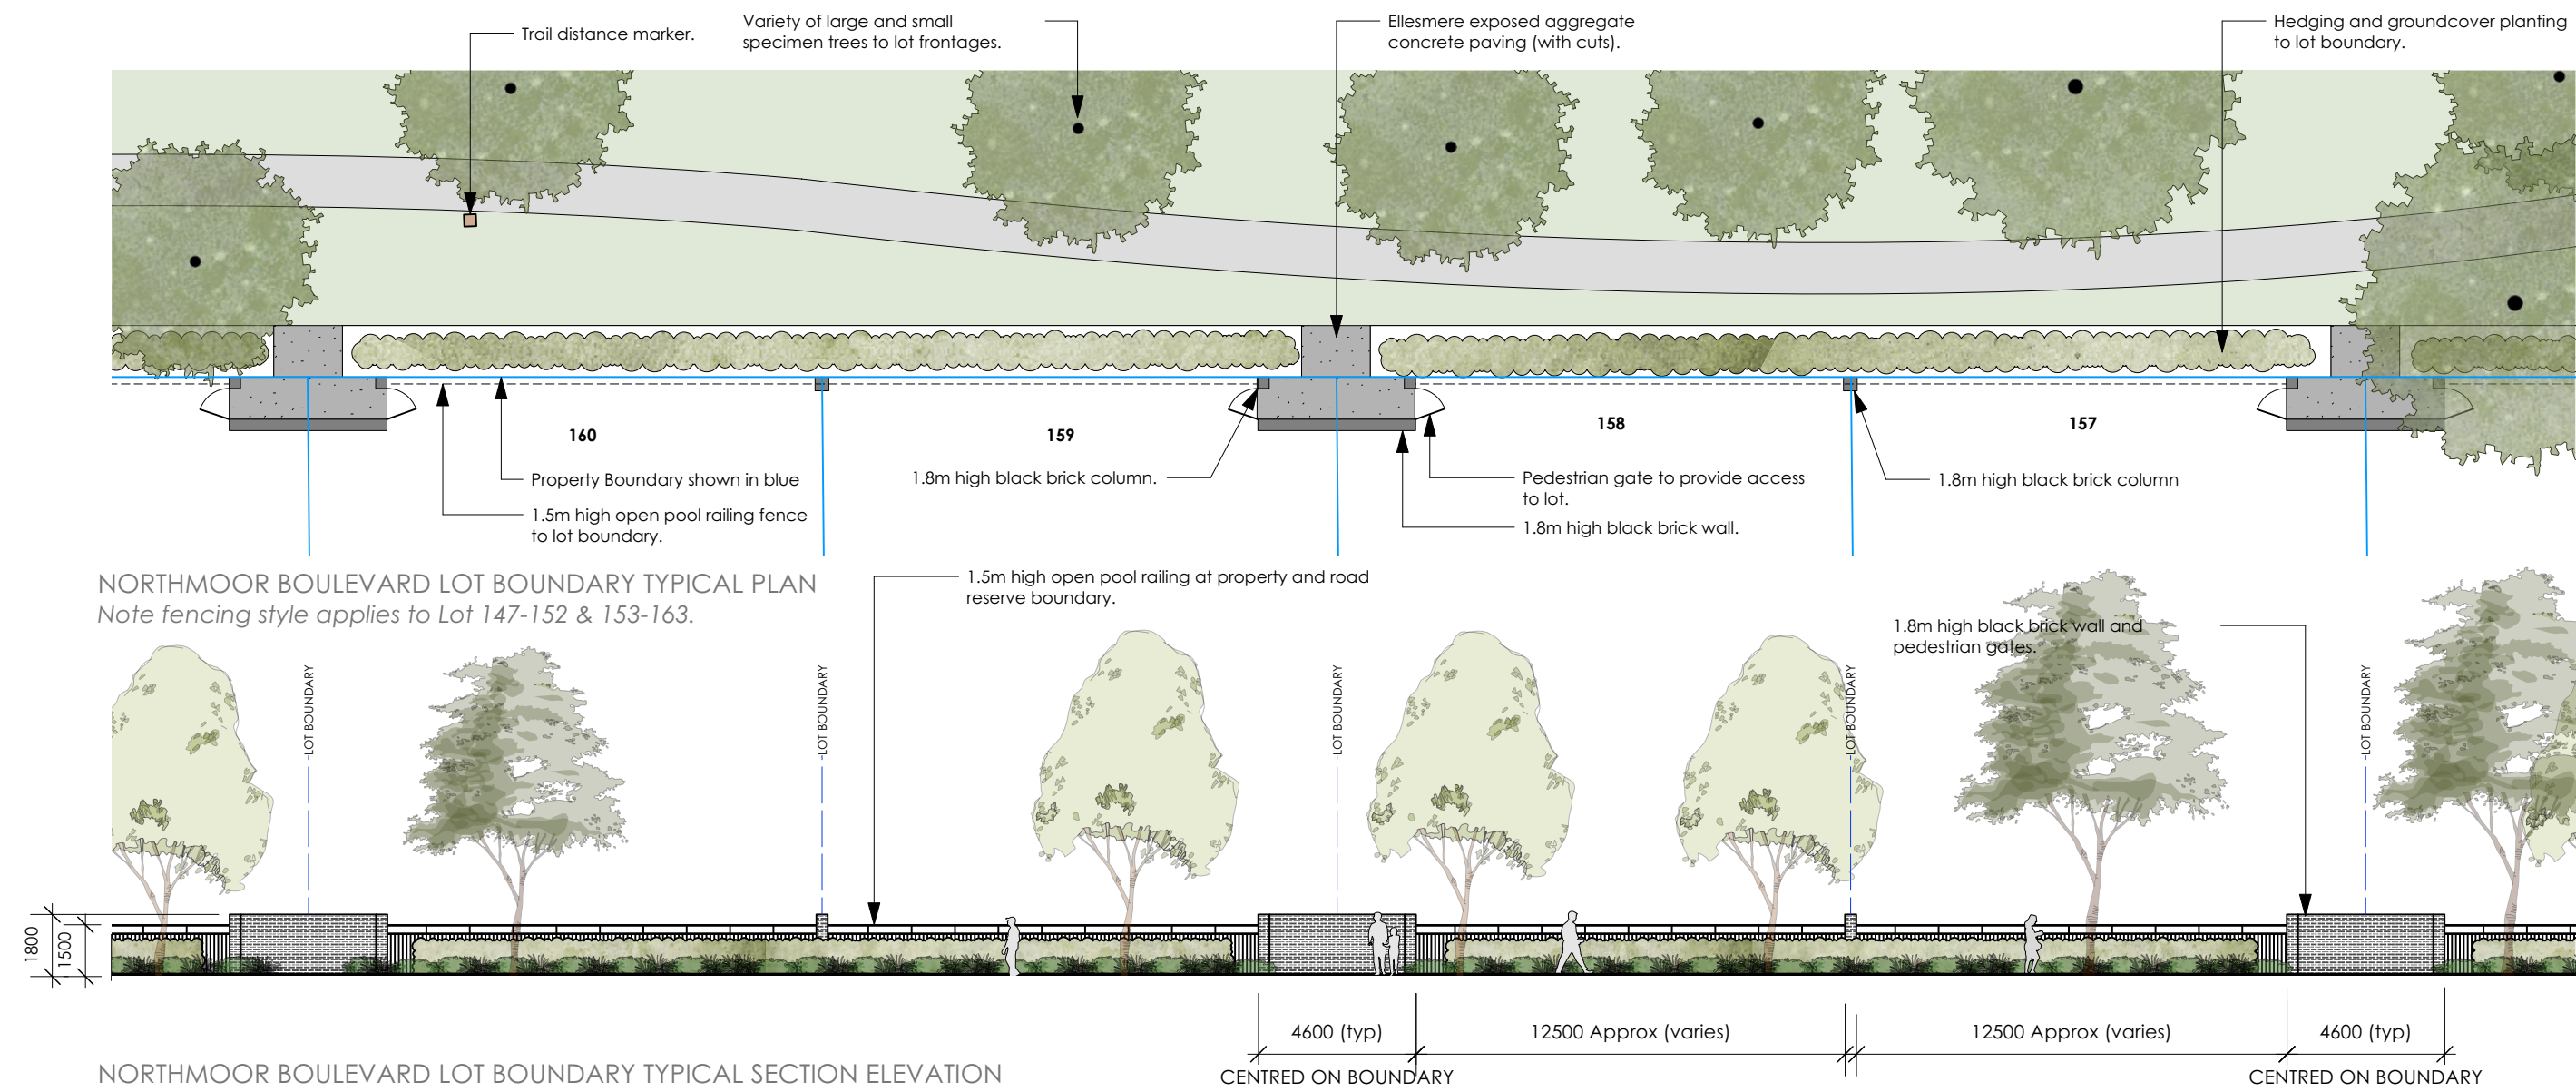 Trail distance marker.
Variety of large and small
specimen trees to lot frontages.
Ellesmere exposed aggregate
concrete paving (with cuts).
Hedging and groundcover planting
to lot boundary.
160
159
158
157
Property Boundary shown in blue
1.5m high open pool railing fence
to lot boundary.
1.8m high black brick column.
Pedestrian gate to provide access
to lot.
1.8m high black brick wall.
1.8m high black brick column
NORTHMOOR BOULEVARD LOT BOUNDARY TYPICAL PLAN
Note fencing style applies to Lot 147-152 & 153-163.
1.5m high open pool railing at property and road
reserve boundary.
1.8m high black brick wall and
pedestrian gates.
LOT BOUNDARY
LOT BOUNDARY
LOT BOUNDARY
LOT BOUNDARY
LOT BOUNDARY
1800
1500
4600 (typ)
12500 Approx (varies)
12500 Approx (varies)
4600 (typ)
CENTRED ON BOUNDARY
CENTRED ON BOUNDARY
NORTHMOOR BOULEVARD LOT BOUNDARY TYPICAL SECTION ELEVATION